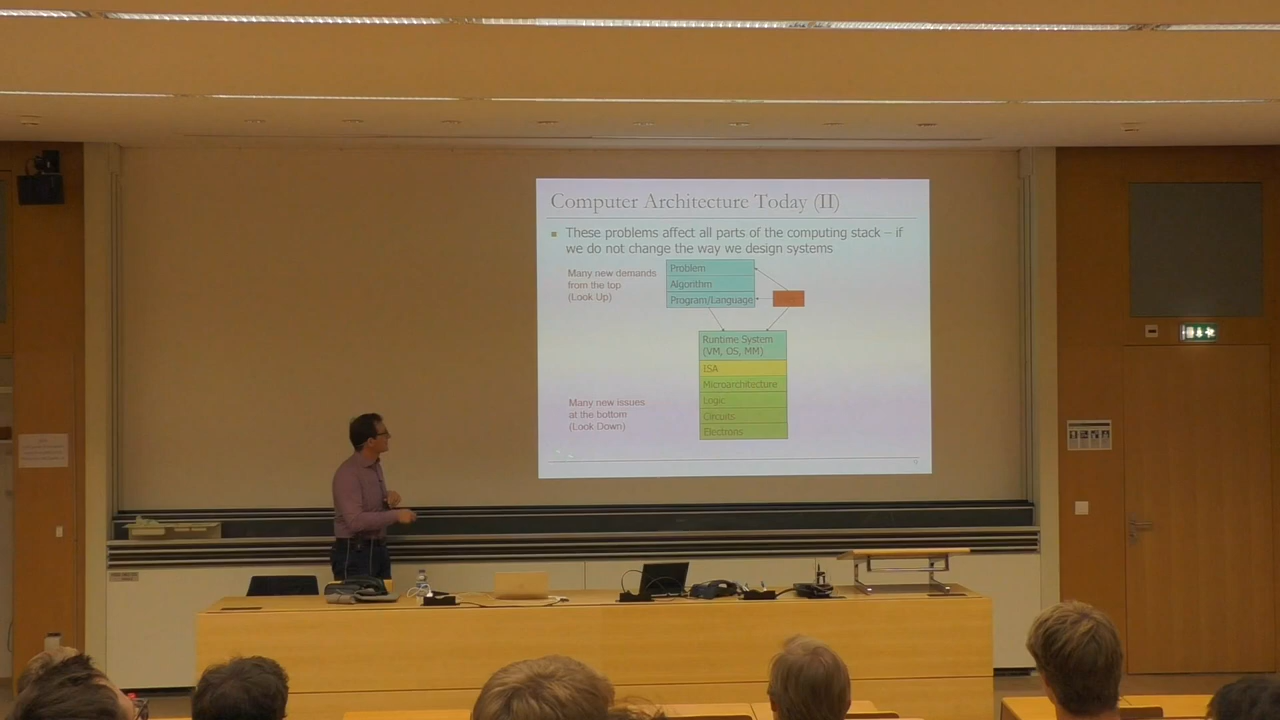 Computer Architecture Today (II)
These problems affect all parts of the computing stack – if
we do not change the way we design systems
Many new demands
from the top
(Look Up)
Problem
Algorithm
Program/Language
Runtime System
(VM, OS, MM)
ISA
Microarchitecture
Logic
Circuits
Electrons
Many new issues
at the bottom
(Look Down)